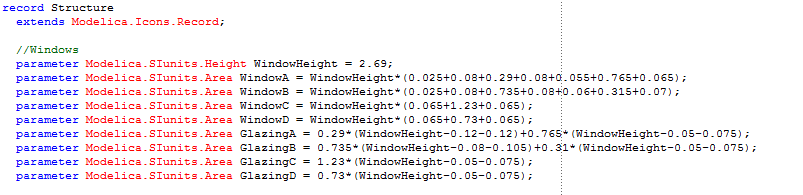 record Structure
extends Modelica.Icons.Record;
//Windows
parameter Modelica.SIunits.Height WindowHeight = 2.69;
parameter Modelica.SIunits.Area WindowA = WindowHeight*(0.025+0.08+0.29+0.08+0.055+0.765+0.065);
parameter Modelica.SIunits.Area WindowB = WindowHeight*(0.025+0.08+0.735+0.08+0.06+0.315+0.07);
parameter Modelica.SIunits.Area WindowC = WindowHeight*(0.065+1.23+0.065);
parameter Modelica.SIunits.Area WindowD = WindowHeight*(0.065+0.73+0.065);
parameter Modelica.SIunits.Area GlazingA = 0.29*(WindowHeight-0.12-0.12)+0.765*(WindowHeight-0.05-0.075);
parameter Modelica.SIunits.Area GlazingB = 0.735*(WindowHeight-0.08-0.105)+0.31*(WindowHeight-0.05-0.075);
parameter Modelica.SIunits.Area GlazingC = 1.23*(WindowHeight-0.05-0.075);
parameter Modelica.SIunits.Area GlazingD = 0.73*(WindowHeight-0.05-0.075);